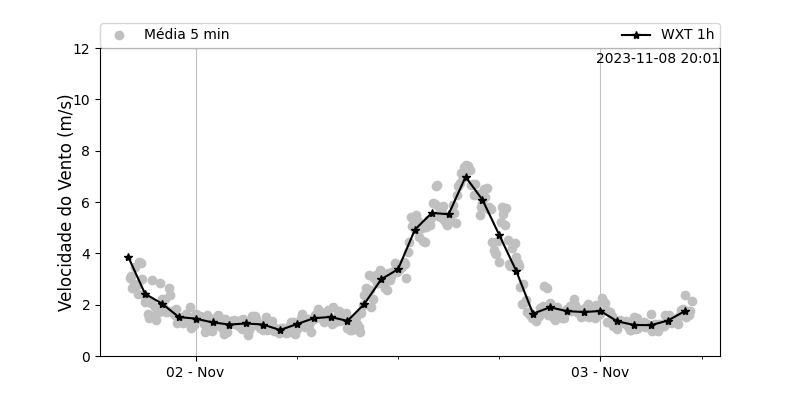 Média 5 min
WXT 1h
2023-11-08 20:01
Velocidade do Vento (m/s)
12
10
8
6
4
2
0
02 - Nov
03 - Nov